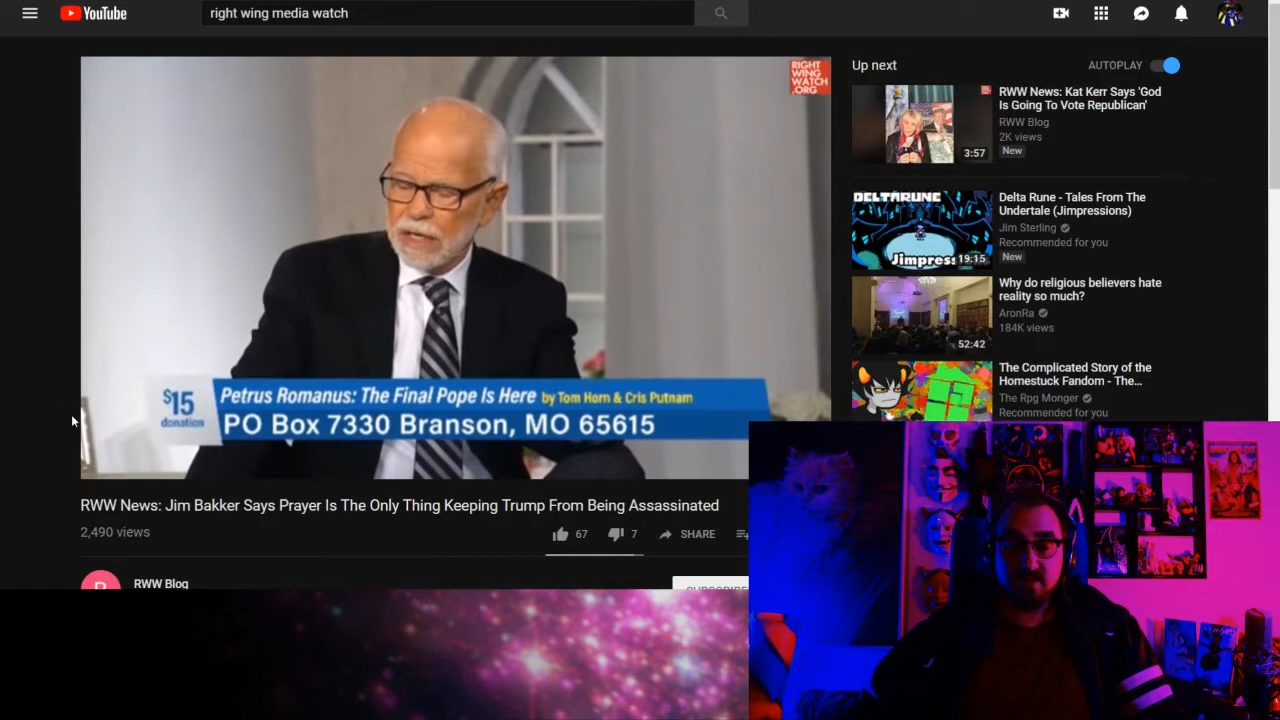 YouTube
right wing media watch
RIGHT
WING
WATCH
.ORG
$15
donation
Petrus Romanus: The Final Pope Is Here by Tom Horn & Cris Putnam
PO Box 7330 Branson, MO 65615
RWW News: Jim Bakker Says Prayer Is The Only Thing Keeping Trump From Being Assassinated
2,490 views
67
7
SHARE
R
RWW Blog
SUBSCRIBE
Up next
AUTOPLAY
3:57
RWW News: Kat Kerr Says 'God
Is Going To Vote Republican'
RWW Blog
2K views
New
DELTARUNE
Jimpress
19:15
Delta Rune - Tales From The
Undertale (Jimpressions)
Jim Sterling
Recommended for you
New
52:42
Why do religious believers hate
reality so much?
AronRa
184K views
The Complicated Story of the
Homestuck Fandom - The...
The Rpg Monger
Recommended for you